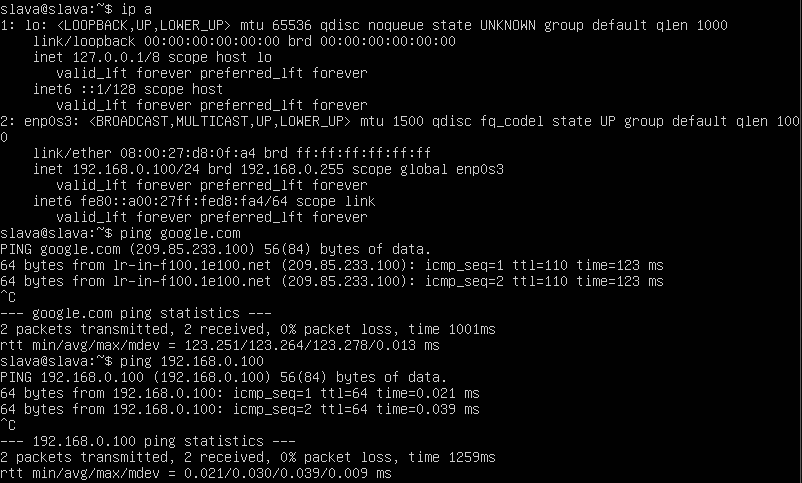 slava@slava:~$ ip a
1: lo: <LOOPBACK,UP,LOWER_UP> mtu 65536 qdisc noqueue state UNKNOWN group default qlen 1000
    link/loopback 00:00:00:00:00:00 brd 00:00:00:00:00:00
    inet 127.0.0.1/8 scope host lo
       valid_lft forever preferred_lft forever
    inet6 ::1/128 scope host
       valid_lft forever preferred_lft forever
2: enp0s3: <BROADCAST,MULTICAST,UP,LOWER_UP> mtu 1500 qdisc fq_codel state UP group default qlen 100
0
    link/ether 08:00:27:d8:0f:a4 brd ff:ff:ff:ff:ff:ff
    inet 192.168.0.100/24 brd 192.168.0.255 scope global enp0s3
       valid_lft forever preferred_lft forever
    inet6 fe80::a00:27ff:fed8:fa4/64 scope link
       valid_lft forever preferred_lft forever
slava@slava:~$ ping google.com
PING google.com (209.85.233.100) 56(84) bytes of data.
64 bytes from lr-in-f100.1e100.net (209.85.233.100): icmp_seq=1 ttl=110 time=123 ms
64 bytes from lr-in-f100.1e100.net (209.85.233.100): icmp_seq=2 ttl=110 time=123 ms
^C
--- google.com ping statistics ---
2 packets transmitted, 2 received, 0% packet loss, time 1001ms
rtt min/avg/max/mdev = 123.251/123.264/123.278/0.013 ms
slava@slava:~$ ping 192.168.0.100
PING 192.168.0.100 (192.168.0.100) 56(84) bytes of data.
64 bytes from 192.168.0.100: icmp_seq=1 ttl=64 time=0.021 ms
64 bytes from 192.168.0.100: icmp_seq=2 ttl=64 time=0.039 ms
^C
--- 192.168.0.100 ping statistics ---
2 packets transmitted, 2 received, 0% packet loss, time 1259ms
rtt min/avg/max/mdev = 0.021/0.030/0.039/0.009 ms